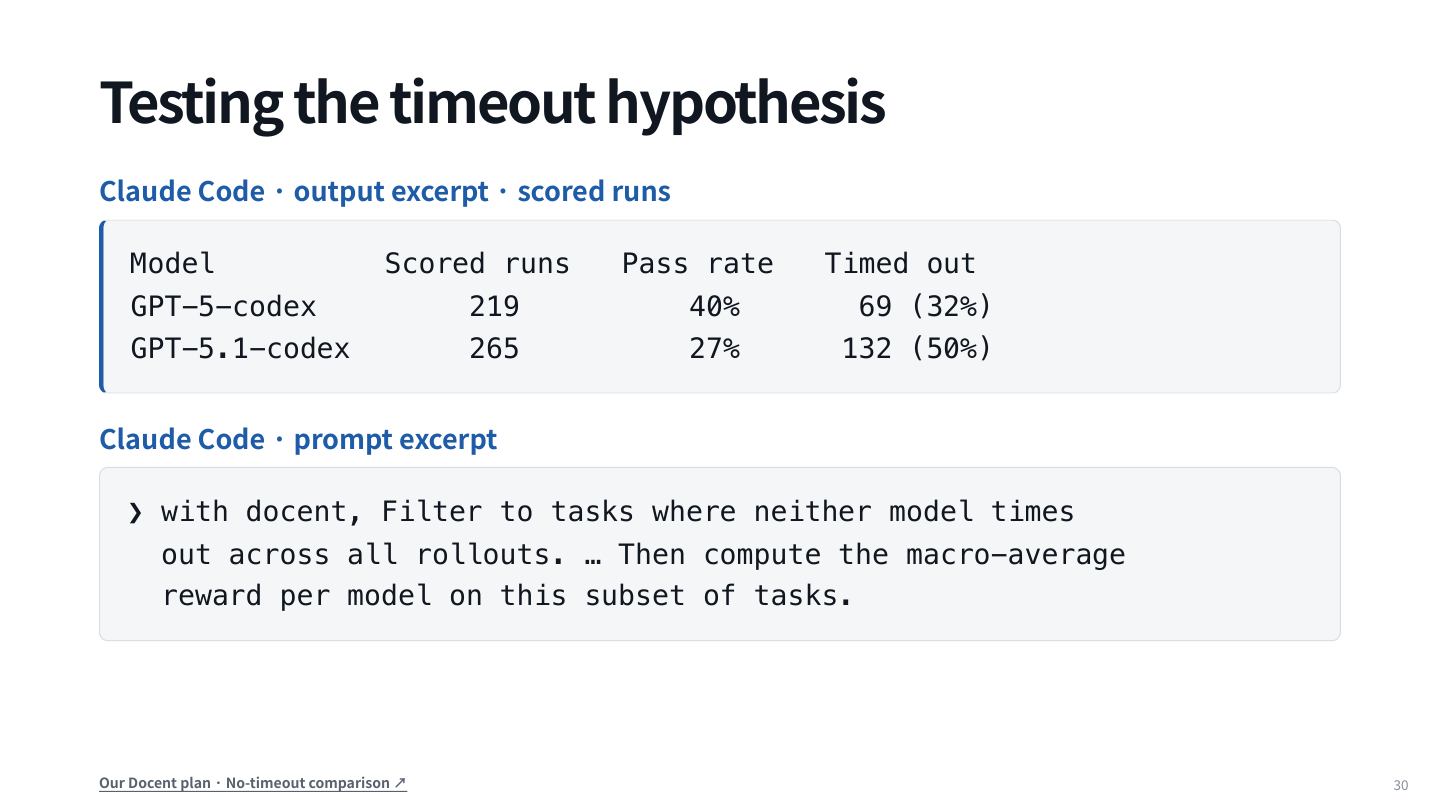 Testing the timeout hypothesis
Claude Code · output excerpt · scored runs
Model Scored runs Pass rate Timed out
GPT-5-codex 219 40% 69 (32%)
GPT-5.1-codex 265 27% 132 (50%)
Claude Code · prompt excerpt
❯ with docent, Filter to tasks where neither model times
out across all rollouts. … Then compute the macro-average
reward per model on this subset of tasks.
Our Docent plan · No-timeout comparison ↗
30